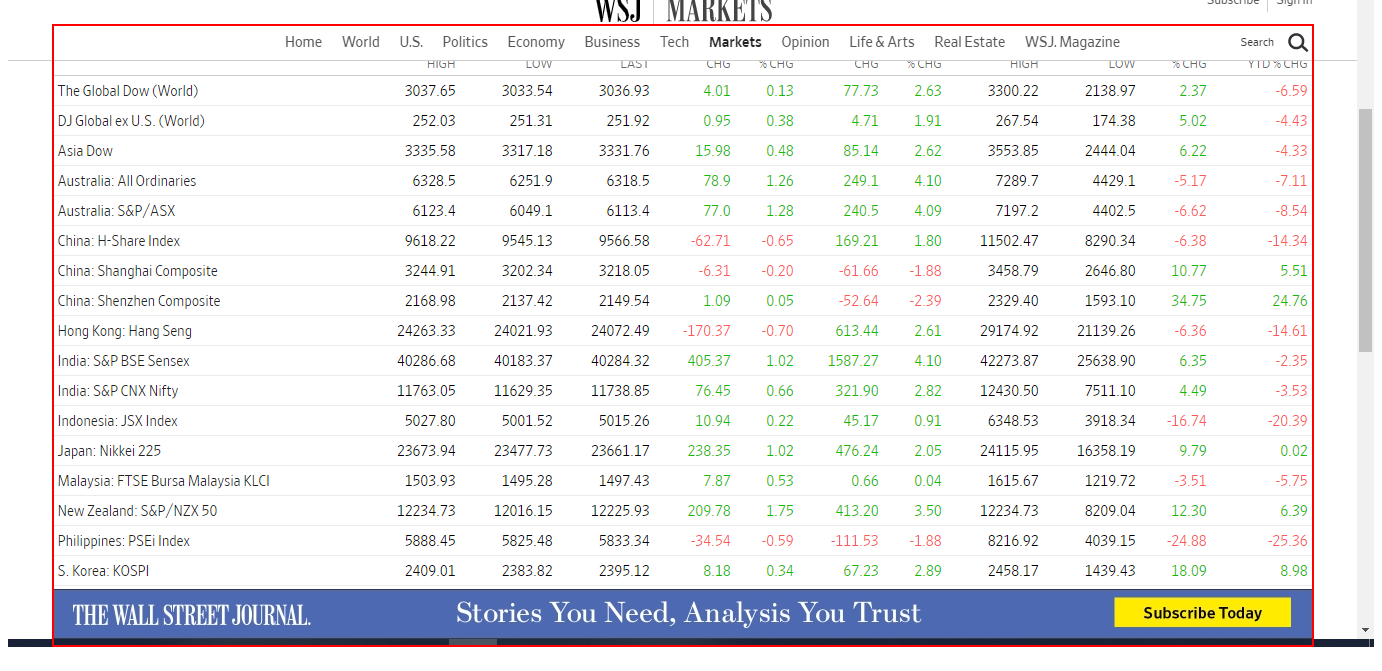 WSJ MARKETS Subscribe Sign In
Home World U.S. Politics Economy Business Tech Markets Opinion Life & Arts Real Estate WSJ. Magazine Search
HIGH LOW LAST CHG % CHG CHG % CHG HIGH LOW % CHG YTD % CHG
The Global Dow (World) 3037.65 3033.54 3036.93 4.01 0.13 77.73 2.63 3300.22 2138.97 2.37 -6.59
DJ Global ex U.S. (World) 252.03 251.31 251.92 0.95 0.38 4.71 1.91 267.54 174.38 5.02 -4.43
Asia Dow 3335.58 3317.18 3331.76 15.98 0.48 85.14 2.62 3553.85 2444.04 6.22 -4.33
Australia: All Ordinaries 6328.5 6251.9 6318.5 78.9 1.26 249.1 4.10 7289.7 4429.1 -5.17 -7.11
Australia: S&P/ASX 6123.4 6049.1 6113.4 77.0 1.28 240.5 4.09 7197.2 4402.5 -6.62 -8.54
China: H-Share Index 9618.22 9545.13 9566.58 -62.71 -0.65 169.21 1.80 11502.47 8290.34 -6.38 -14.34
China: Shanghai Composite 3244.91 3202.34 3218.05 -6.31 -0.20 -61.66 -1.88 3458.79 2646.80 10.77 5.51
China: Shenzhen Composite 2168.98 2137.42 2149.54 1.09 0.05 -52.64 -2.39 2329.40 1593.10 34.75 24.76
Hong Kong: Hang Seng 24263.33 24021.93 24072.49 -170.37 -0.70 613.44 2.61 29174.92 21139.26 -6.36 -14.61
India: S&P BSE Sensex 40286.68 40183.37 40284.32 405.37 1.02 1587.27 4.10 42273.87 25638.90 6.35 -2.35
India: S&P CNX Nifty 11763.05 11629.35 11738.85 76.45 0.66 321.90 2.82 12430.50 7511.10 4.49 -3.53
Indonesia: JSX Index 5027.80 5001.52 5015.26 10.94 0.22 45.17 0.91 6348.53 3918.34 -16.74 -20.39
Japan: Nikkei 225 23673.94 23477.73 23661.17 238.35 1.02 476.24 2.05 24115.95 16358.19 9.79 0.02
Malaysia: FTSE Bursa Malaysia KLCI 1503.93 1495.28 1497.43 7.87 0.53 0.66 0.04 1615.67 1219.72 -3.51 -5.75
New Zealand: S&P/NZX 50 12234.73 12016.15 12225.93 209.78 1.75 413.20 3.50 12234.73 8209.04 12.30 6.39
Philippines: PSEi Index 5888.45 5825.48 5833.34 -34.54 -0.59 -111.53 -1.88 8216.92 4039.15 -24.88 -25.36
S. Korea: KOSPI 2409.01 2383.82 2395.12 8.18 0.34 67.23 2.89 2458.17 1439.43 18.09 8.98
THE WALL STREET JOURNAL. Stories You Need, Analysis You Trust Subscribe Today